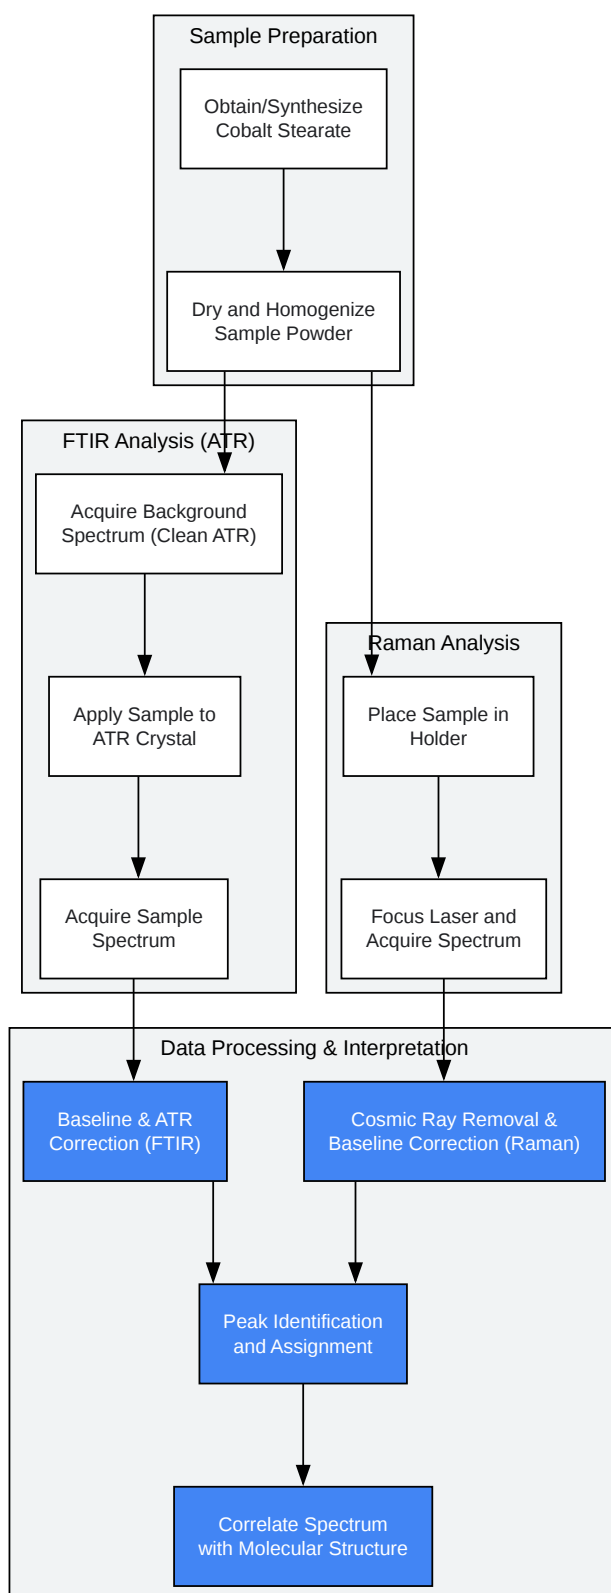 Sample Preparation
Obtain/Synthesize
Cobalt Stearate
Dry and Homogenize
Sample Powder
FTIR Analysis (ATR)
Acquire Background
Spectrum (Clean ATR)
Apply Sample to
ATR Crystal
Acquire Sample
Spectrum
Raman Analysis
Place Sample in
Holder
Focus Laser and
Acquire Spectrum
Data Processing & Interpretation
Baseline & ATR
Correction (FTIR)
Cosmic Ray Removal &
Baseline Correction (Raman)
Peak Identification
and Assignment
Correlate Spectrum
with Molecular Structure